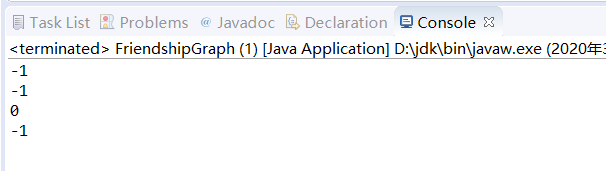 Task List Problems @ Javadoc Declaration Console
<terminated> FriendshipGraph (1) [Java Application] D:\jdk\bin\javaw.exe (2020年3
-1
-1
0
-1